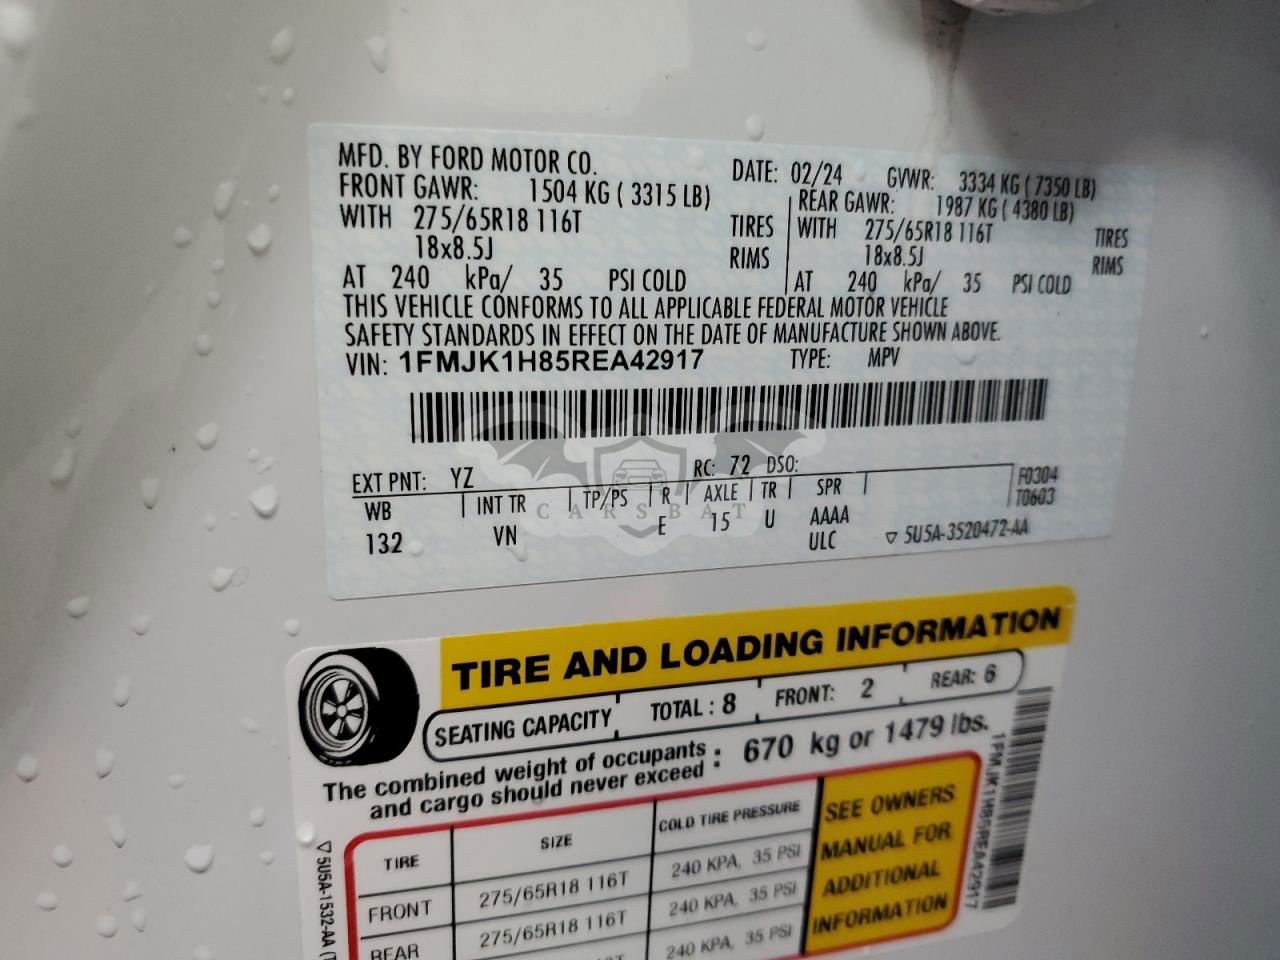 MFD. BY FORD MOTOR CO. DATE: 02/24 GVWR: 3334 KG ( 7350 LB)
FRONT GAWR: 1504 KG ( 3315 LB) REAR GAWR: 1987 KG ( 4380 LB)
WITH 275/65R18 116T TIRES WITH 275/65R18 116T TIRES
18x8.5J RIMS 18x8.5J RIMS
AT 240 kPa/ 35 PSI COLD AT 240 kPa/ 35 PSI COLD
THIS VEHICLE CONFORMS TO ALL APPLICABLE FEDERAL MOTOR VEHICLE
SAFETY STANDARDS IN EFFECT ON THE DATE OF MANUFACTURE SHOWN ABOVE.
VIN: 1FMJK1H85REA42917 TYPE: MPV
EXT PNT: YZ RC: 72 DSO:
WB INT TR TP/PS R AXLE TR SPR F0304
T0603
132 VN E 15 U AAAA
ULC ▽ 5U5A-3520472-AA
CARSBAT
TIRE AND LOADING INFORMATION
SEATING CAPACITY TOTAL : 8 FRONT: 2 REAR: 6
The combined weight of occupants and cargo should never exceed : 670 kg or 1479 lbs.
TIRE SIZE COLD TIRE PRESSURE
FRONT 275/65R18 116T 240 KPA, 35 PSI
REAR 275/65R18 116T 240 KPA, 35 PSI
240 KPA, 35 PSI
SEE OWNERS
MANUAL FOR
ADDITIONAL
INFORMATION
1FMJK1H85REA42917
▽ 5U5A-1532-AA